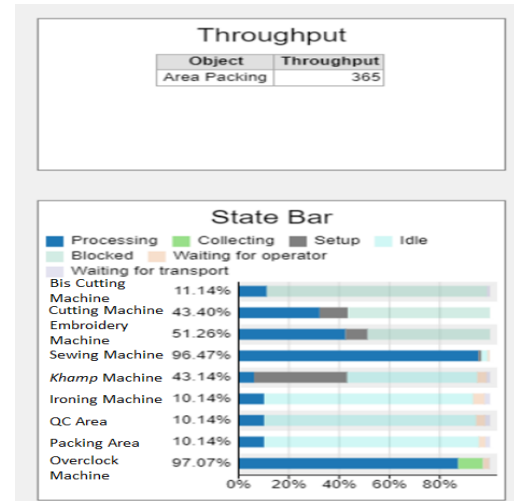 Throughput
Object Throughput
Area Packing 365
State Bar
Processing Collecting Setup Idle
Blocked Waiting for operator
Waiting for transport
Bis Cutting
Machine 11.14%
Cutting Machine 43.40%
Embroidery
Machine 51.26%
Sewing Machine 96.47%
Khamp Machine 43.14%
Ironing Machine 10.14%
QC Area 10.14%
Packing Area 10.14%
Overclock
Machine 97.07%
0% 20% 40% 60% 80%